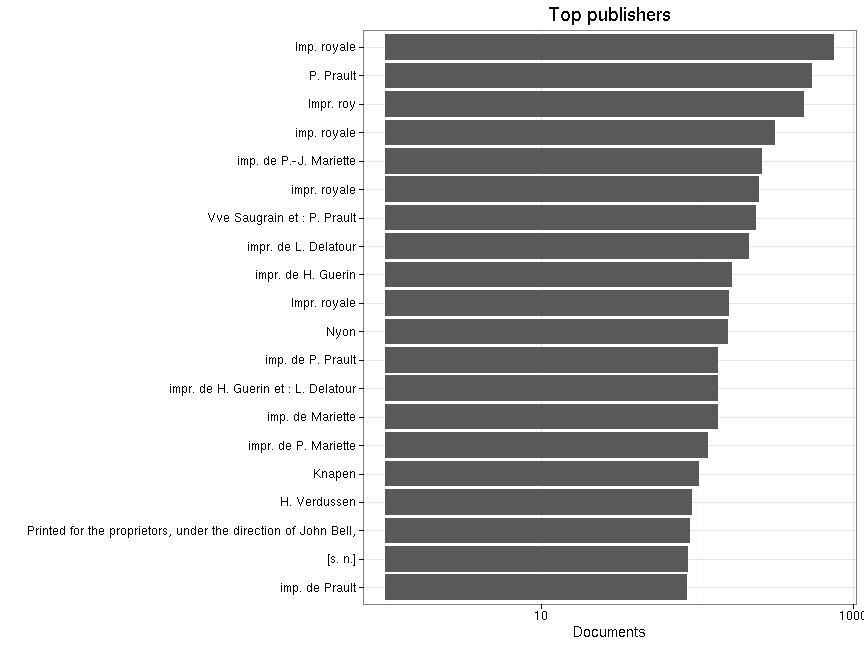 Top publishers
Imp. royale
P. Prault
Impr. roy
imp. royale
imp. de P.-J. Mariette
impr. royale
Vve Saugrain et : P. Prault
impr. de L. Delatour
impr. de H. Guerin
Impr. royale
Nyon
imp. de P. Prault
impr. de H. Guerin et : L. Delatour
imp. de Mariette
impr. de P. Mariette
Knapen
H. Verdussen
Printed for the proprietors, under the direction of John Bell,
[s. n.]
imp. de Prault
10 1000
Documents